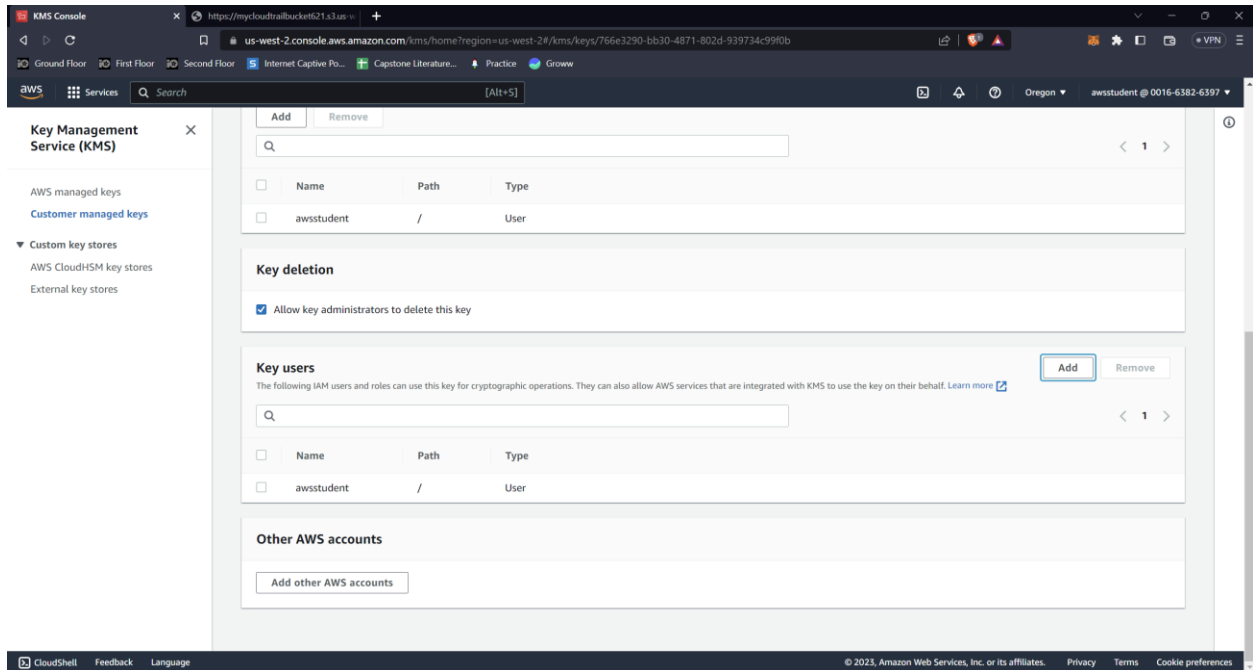 KMS Console
https://mycloudtrailbucket621.s3.us-w
us-west-2.console.aws.amazon.com/kms/home?region=us-west-2#/kms/keys/766e3290-bb30-4871-802d-939734c99f0b
VPN
Ground Floor First Floor Second Floor Internet Captive Po... Capstone Literature... Practice Groww
aws Services Search [Alt+S] Oregon awsstudent @ 0016-6382-6397
Key Management
Service (KMS)
AWS managed keys
Customer managed keys
Custom key stores
AWS CloudHSM key stores
External key stores
Add Remove
1
Name Path Type
awsstudent / User
Key deletion
Allow key administrators to delete this key
Key users
Add Remove
The following IAM users and roles can use this key for cryptographic operations. They can also allow AWS services that are integrated with KMS to use the key on their behalf. Learn more
1
Name Path Type
awsstudent / User
Other AWS accounts
Add other AWS accounts
CloudShell Feedback Language © 2023, Amazon Web Services, Inc. or its affiliates. Privacy Terms Cookie preferences